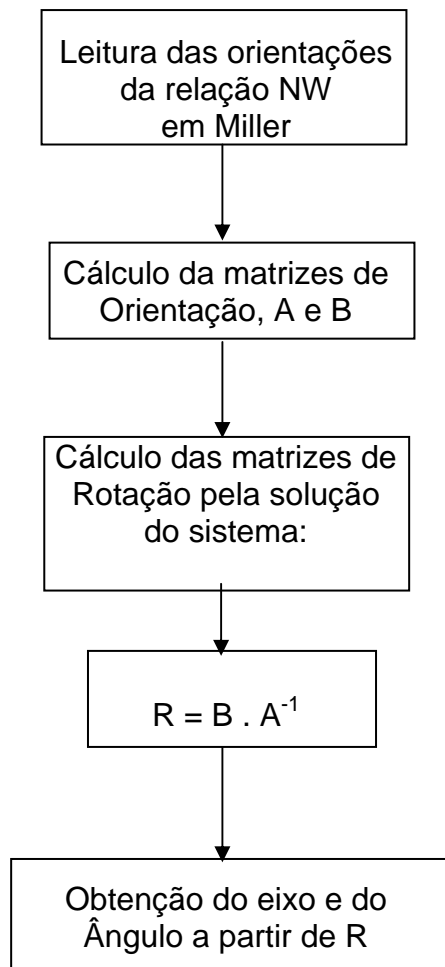 Leitura das orientações
da relação NW
em Miller
Cálculo da matrizes de
Orientação, A e B
Cálculo das matrizes de
Rotação pela solução
do sistema:
R = B . A⁻¹
Obtenção do eixo e do
Ângulo a partir de R